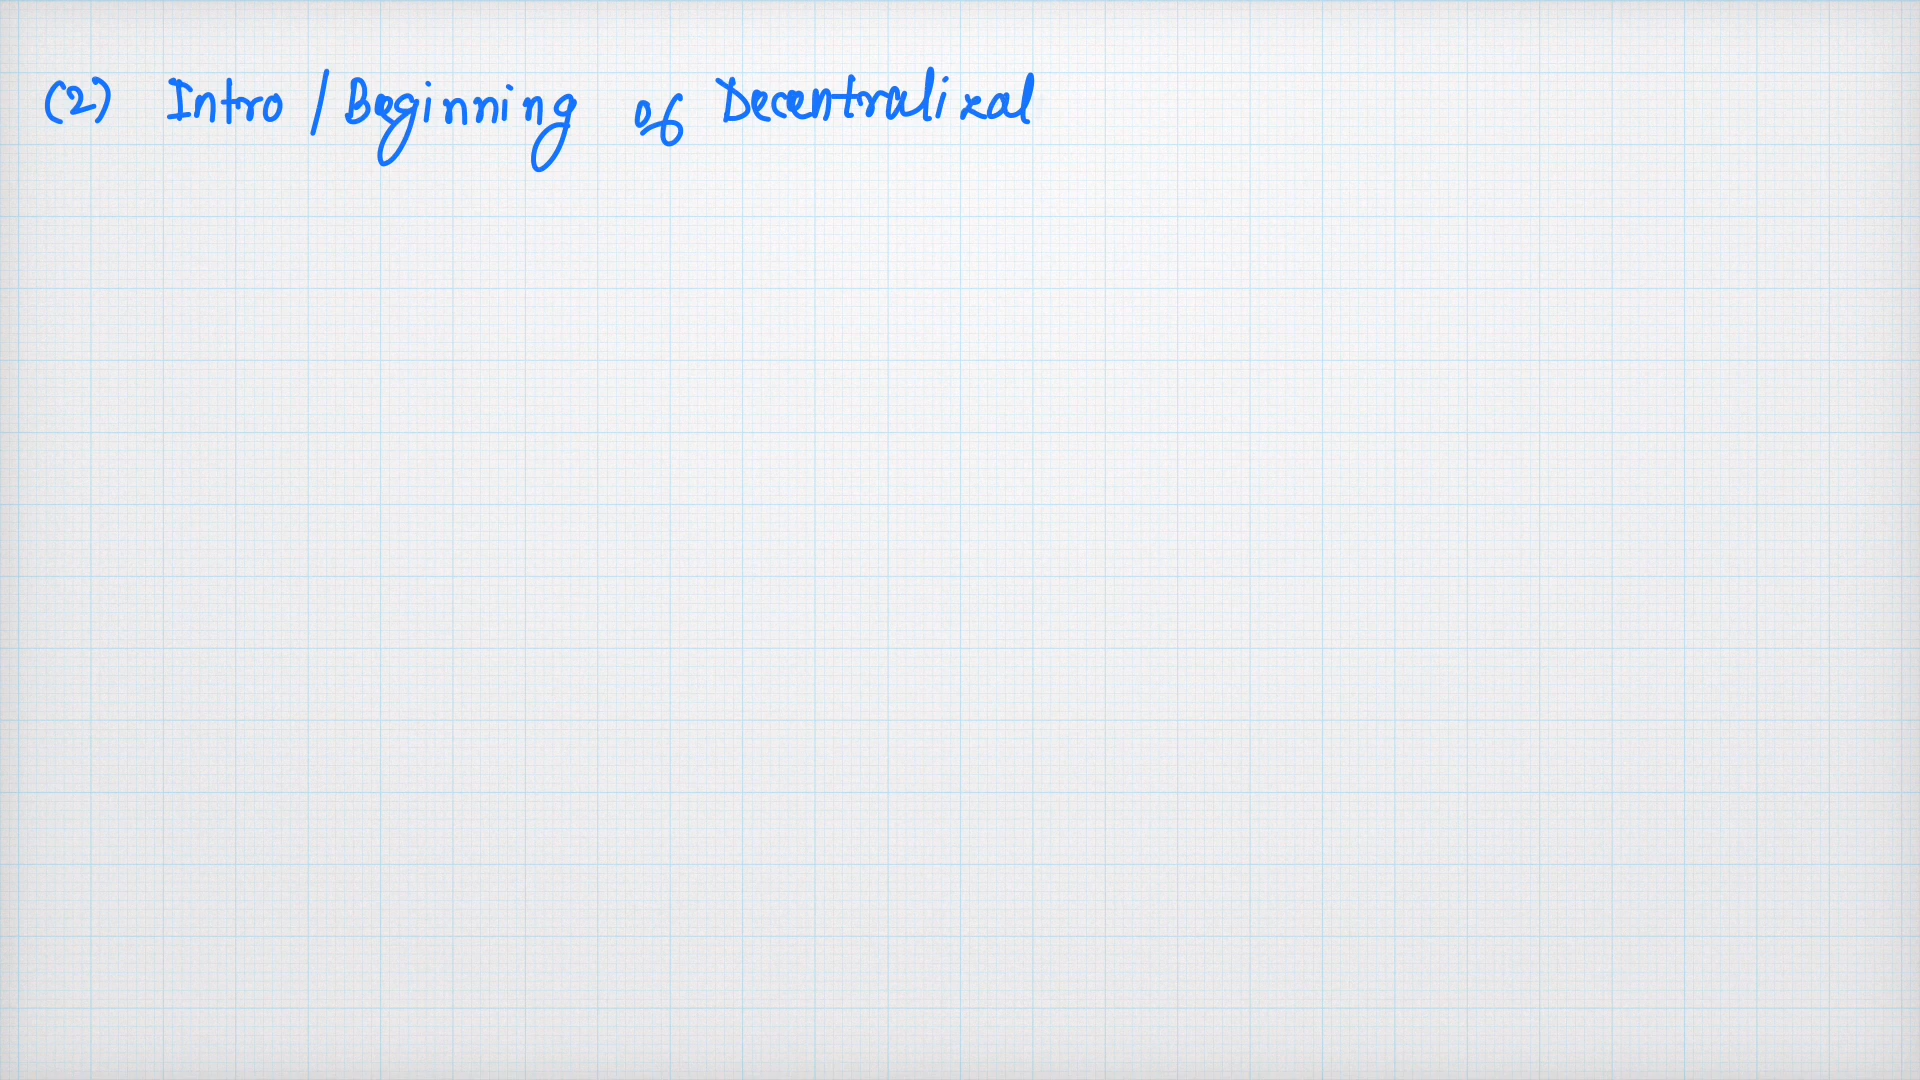 (2) Intro / Beginning of Decentralizal